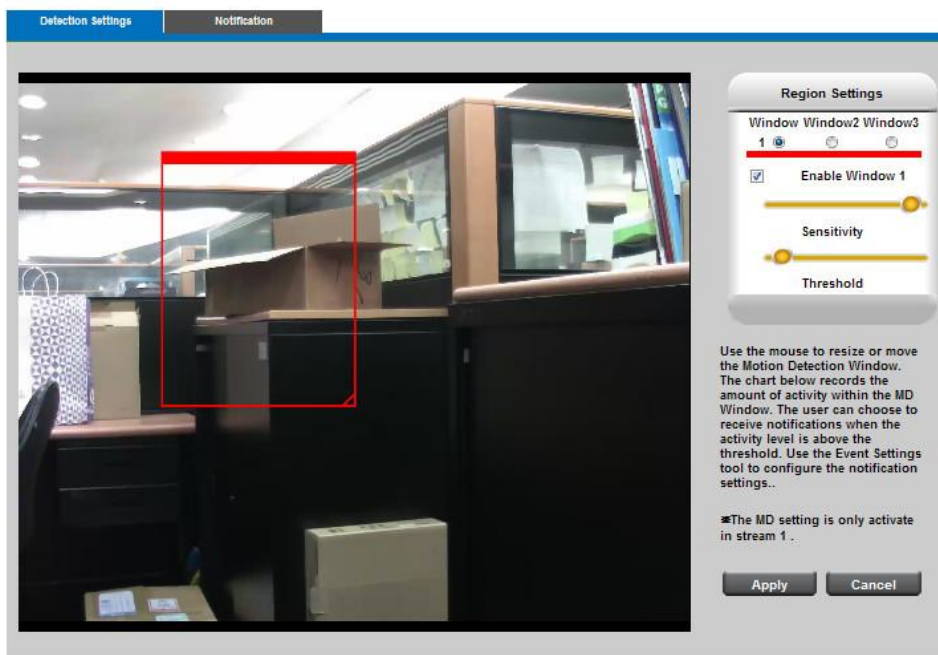 Detection Settings
Notification
Region Settings
Window Window2 Window3
1
Enable Window 1
Sensitivity
Threshold
Use the mouse to resize or move
the Motion Detection Window.
The chart below records the
amount of activity within the MD
Window. The user can choose to
receive notifications when the
activity level is above the
threshold. Use the Event Settings
tool to configure the notification
settings..
※The MD setting is only activate
in stream 1 .
Apply
Cancel